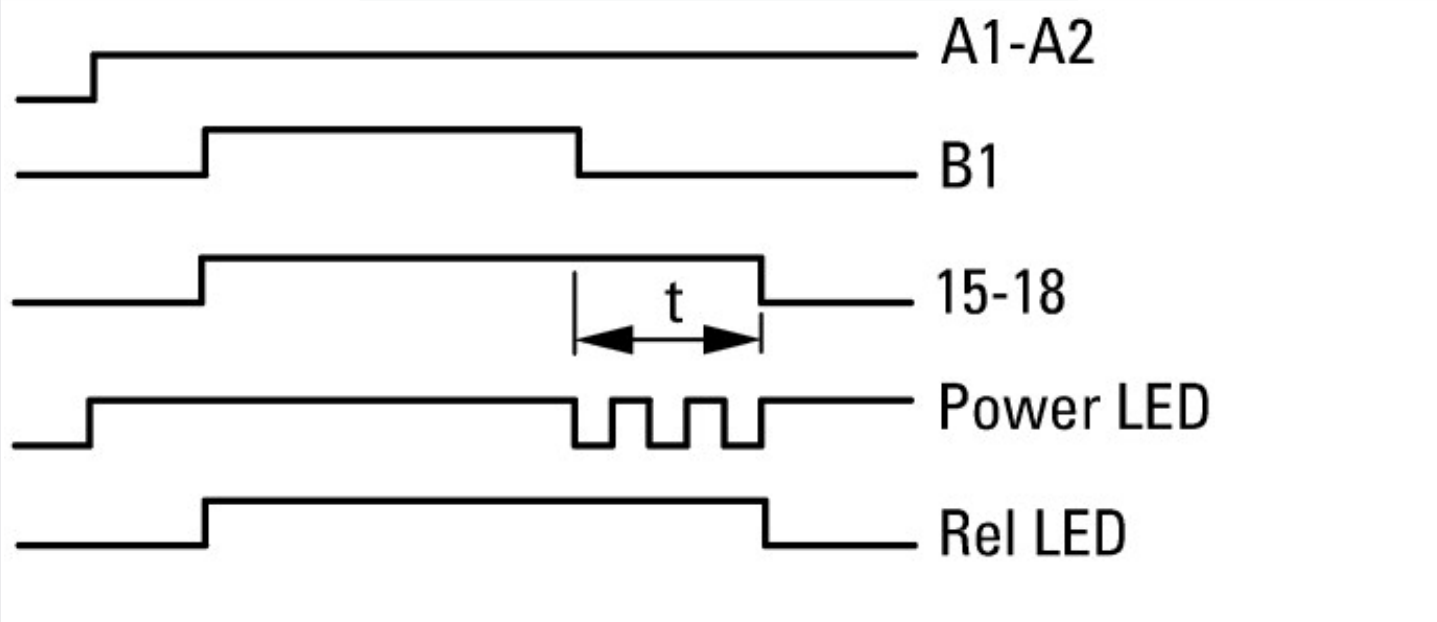 A1-A2
B1
15-18
t
Power LED
Rel LED